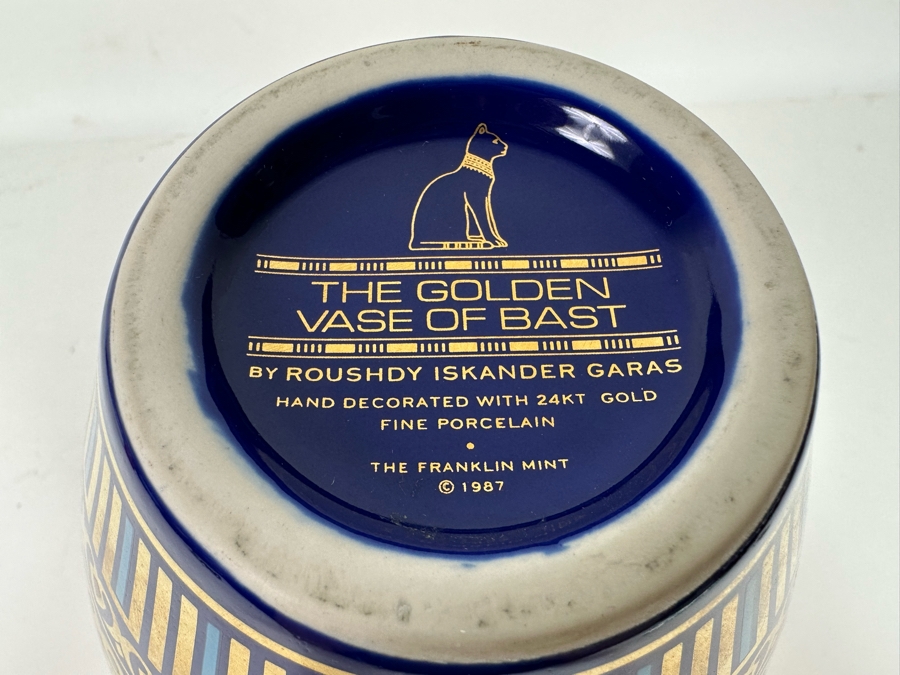 THE GOLDEN
VASE OF BAST
BY ROUSHDY ISKANDER GARAS
HAND DECORATED WITH 24KT GOLD
FINE PORCELAIN
•
THE FRANKLIN MINT
© 1987